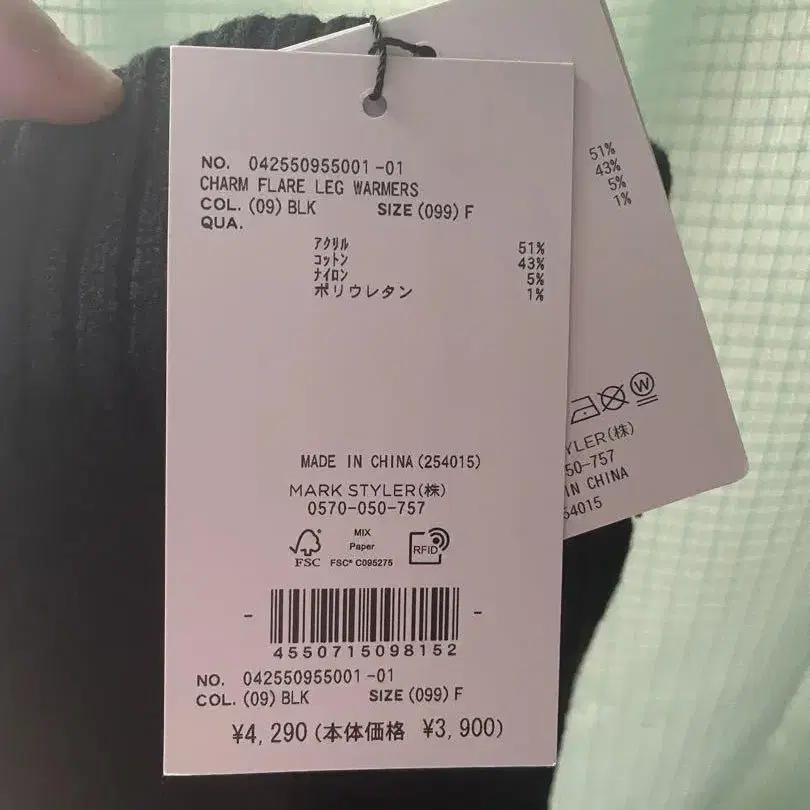 NO. 042550955001-01
CHARM FLARE LEG WARMERS
COL. (09) BLK SIZE (099) F
QUA.
アクリル 51%
コットン 43%
ナイロン 5%
ポリウレタン 1%
MADE IN CHINA (254015)
MARK STYLER(株)
0570-050-757
FSC
MIX
Paper
FSC® C095275
RFID
- -
4550715098152
NO. 042550955001-01
COL. (09) BLK SIZE (099) F
¥4,290 (本体価格 ¥3,900)
51%
43%
5%
1%
W
YLER(株)
50-757
IN CHINA
54015